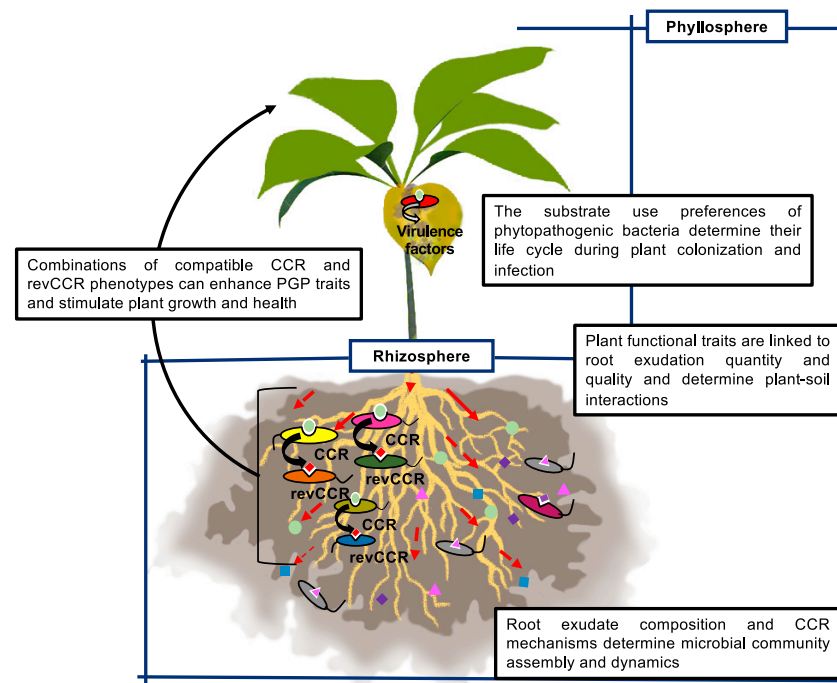 Phyllosphere
Virulence
factors
The substrate use preferences of
phytopathogenic bacteria determine their
life cycle during plant colonization and
infection
Combinations of compatible CCR and
revCCR phenotypes can enhance PGP traits
and stimulate plant growth and health
Plant functional traits are linked to
root exudation quantity and
quality and determine plant-soil
interactions
Rhizosphere
CCR
revCCR
CCR
revCCR
CCR
revCCR
Root exudate composition and CCR
mechanisms determine microbial community
assembly and dynamics